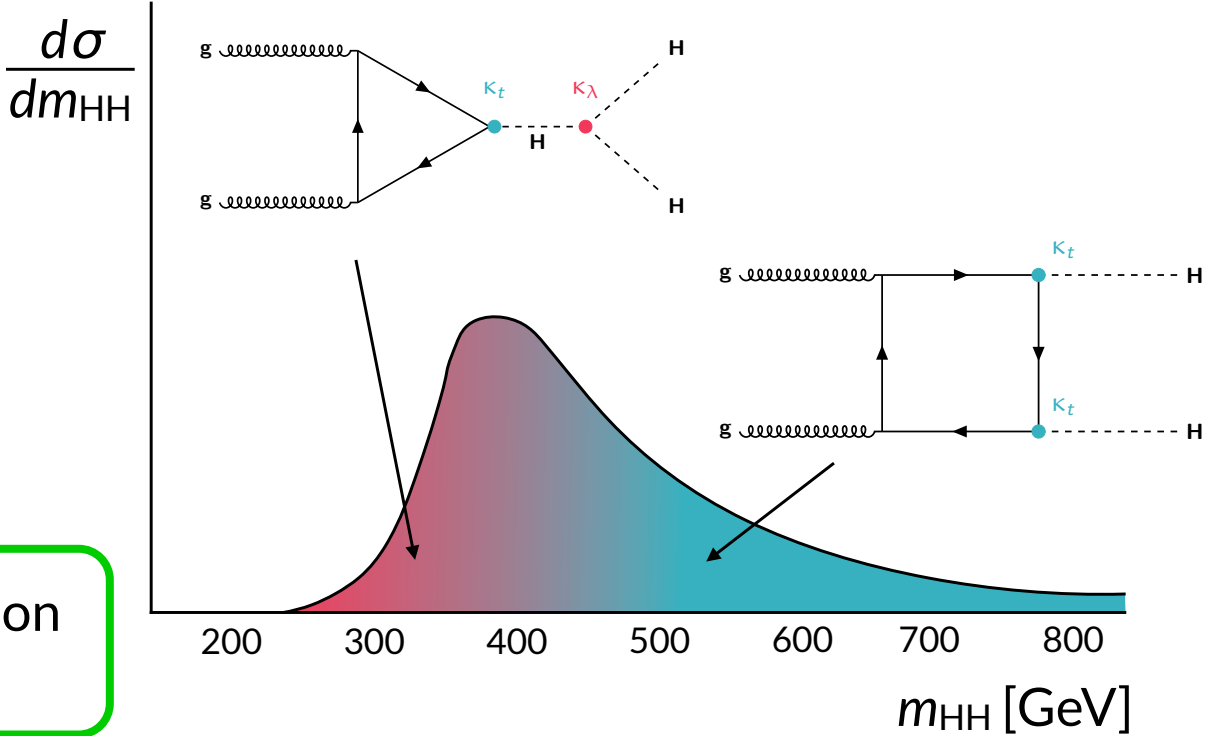 dσ
dmHH
g
κt
κλ
H
H
H
g
κt
g
H
κt
g
H
on
200 300 400 500 600 700 800
mHH [GeV]